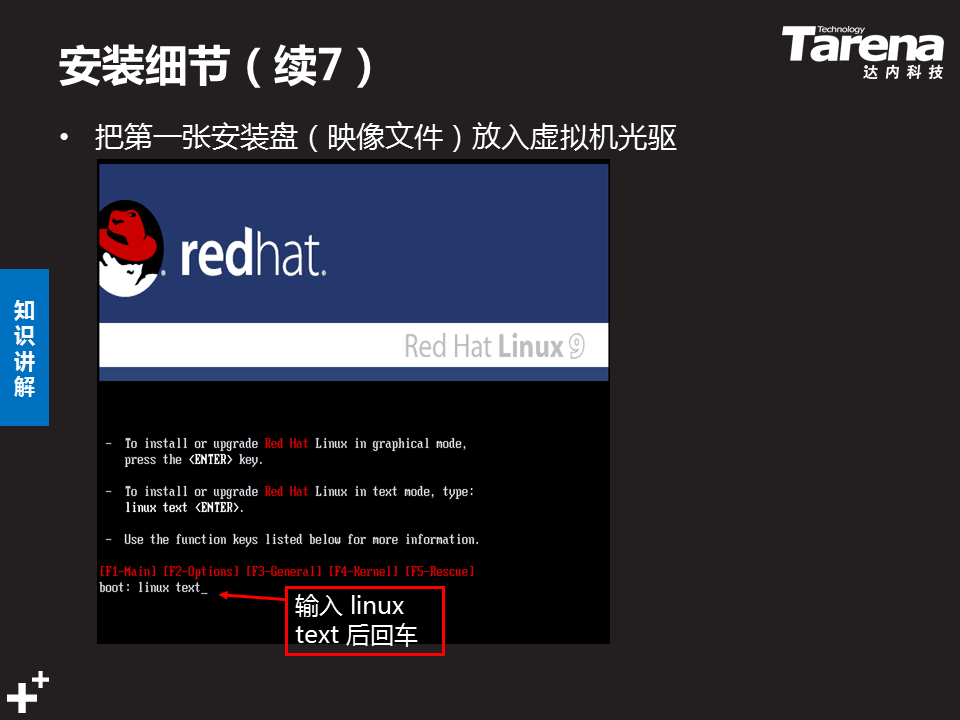 安装细节（续7）
Technology
Tarena
达内科技
• 把第一张安装盘（映像文件）放入虚拟机光驱
redhat.
Red Hat Linux 9
知识讲解
- To install or upgrade Red Hat Linux in graphical mode,
press the <ENTER> key.
- To install or upgrade Red Hat Linux in text mode, type:
linux text <ENTER>.
- Use the function keys listed below for more information.
[F1-Main] [F2-Options] [F3-General] [F4-Kernel] [F5-Rescue]
boot: linux text_
输入 linux
text 后回车